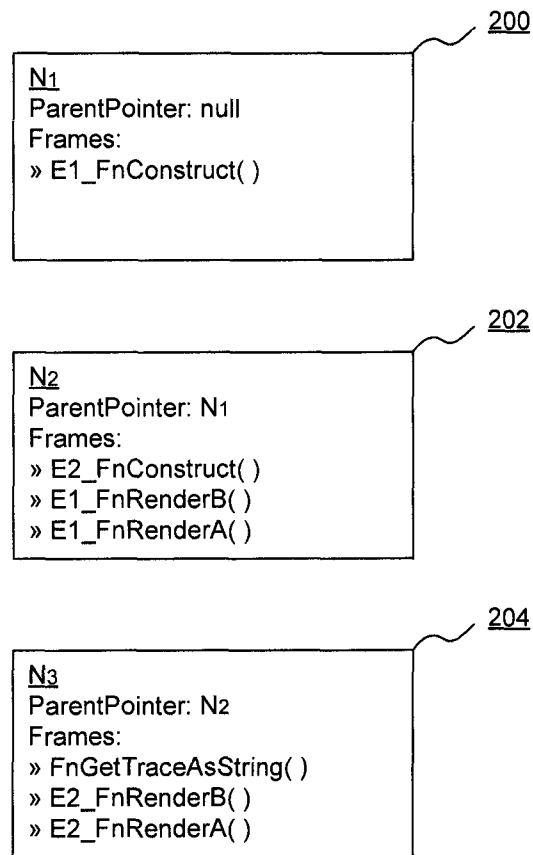 200
N1
ParentPointer: null
Frames:
» E1_FnConstruct( )
202
N2
ParentPointer: N1
Frames:
» E2_FnConstruct( )
» E1_FnRenderB( )
» E1_FnRenderA( )
204
N3
ParentPointer: N2
Frames:
» FnGetTraceAsString( )
» E2_FnRenderB( )
» E2_FnRenderA( )